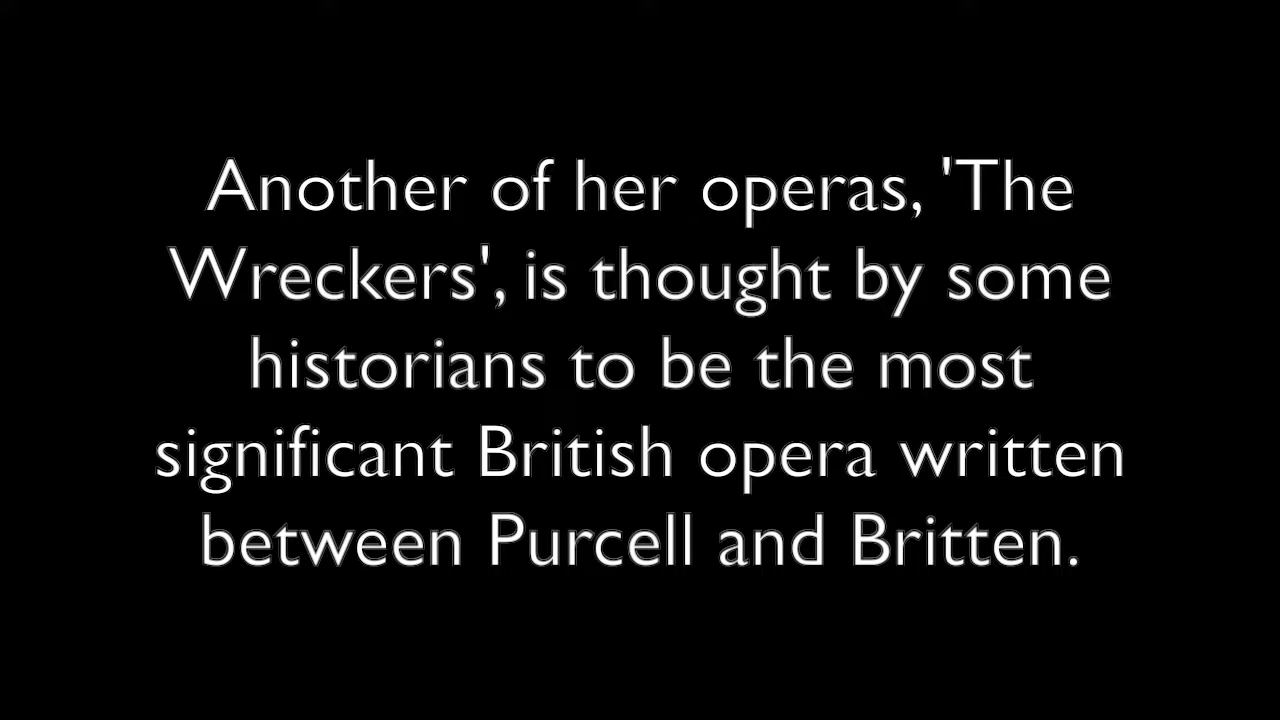 Another of her operas, 'The
Wreckers', is thought by some
historians to be the most
significant British opera written
between Purcell and Britten.